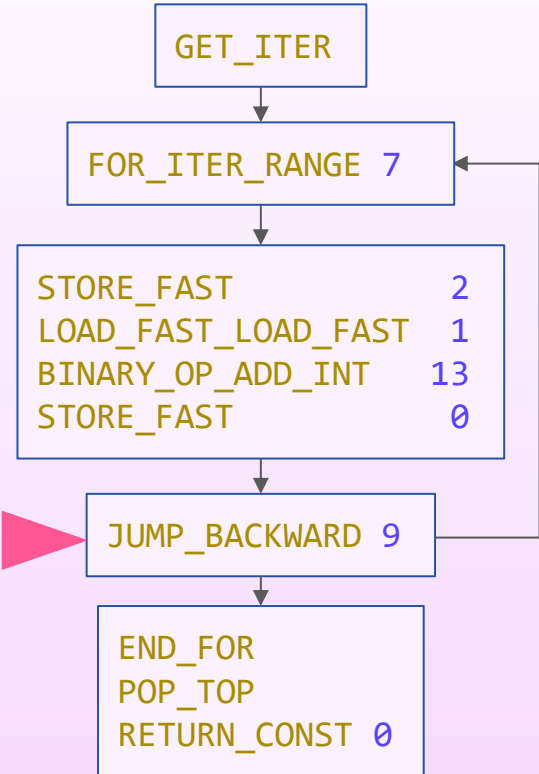 GET_ITER
FOR_ITER_RANGE 7
STORE_FAST 2
LOAD_FAST_LOAD_FAST 1
BINARY_OP_ADD_INT 13
STORE_FAST 0
JUMP_BACKWARD 9
END_FOR
POP_TOP
RETURN_CONST 0